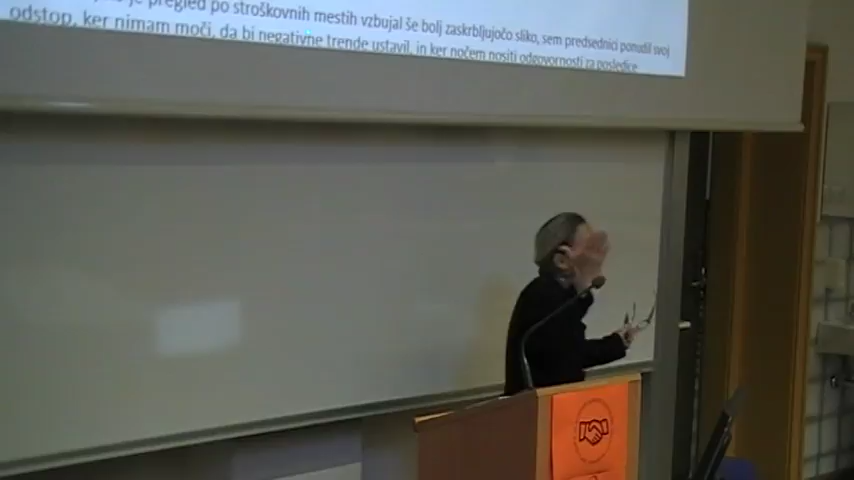 je pregled po stroškovnih mestih vzbujal še bolj zaskrbljujočo sliko, sem predsednici ponudil svoj
odstop, ker nimam moči, da bi negativne trende ustavil, in ker nočem nositi odgovornosti za posledice